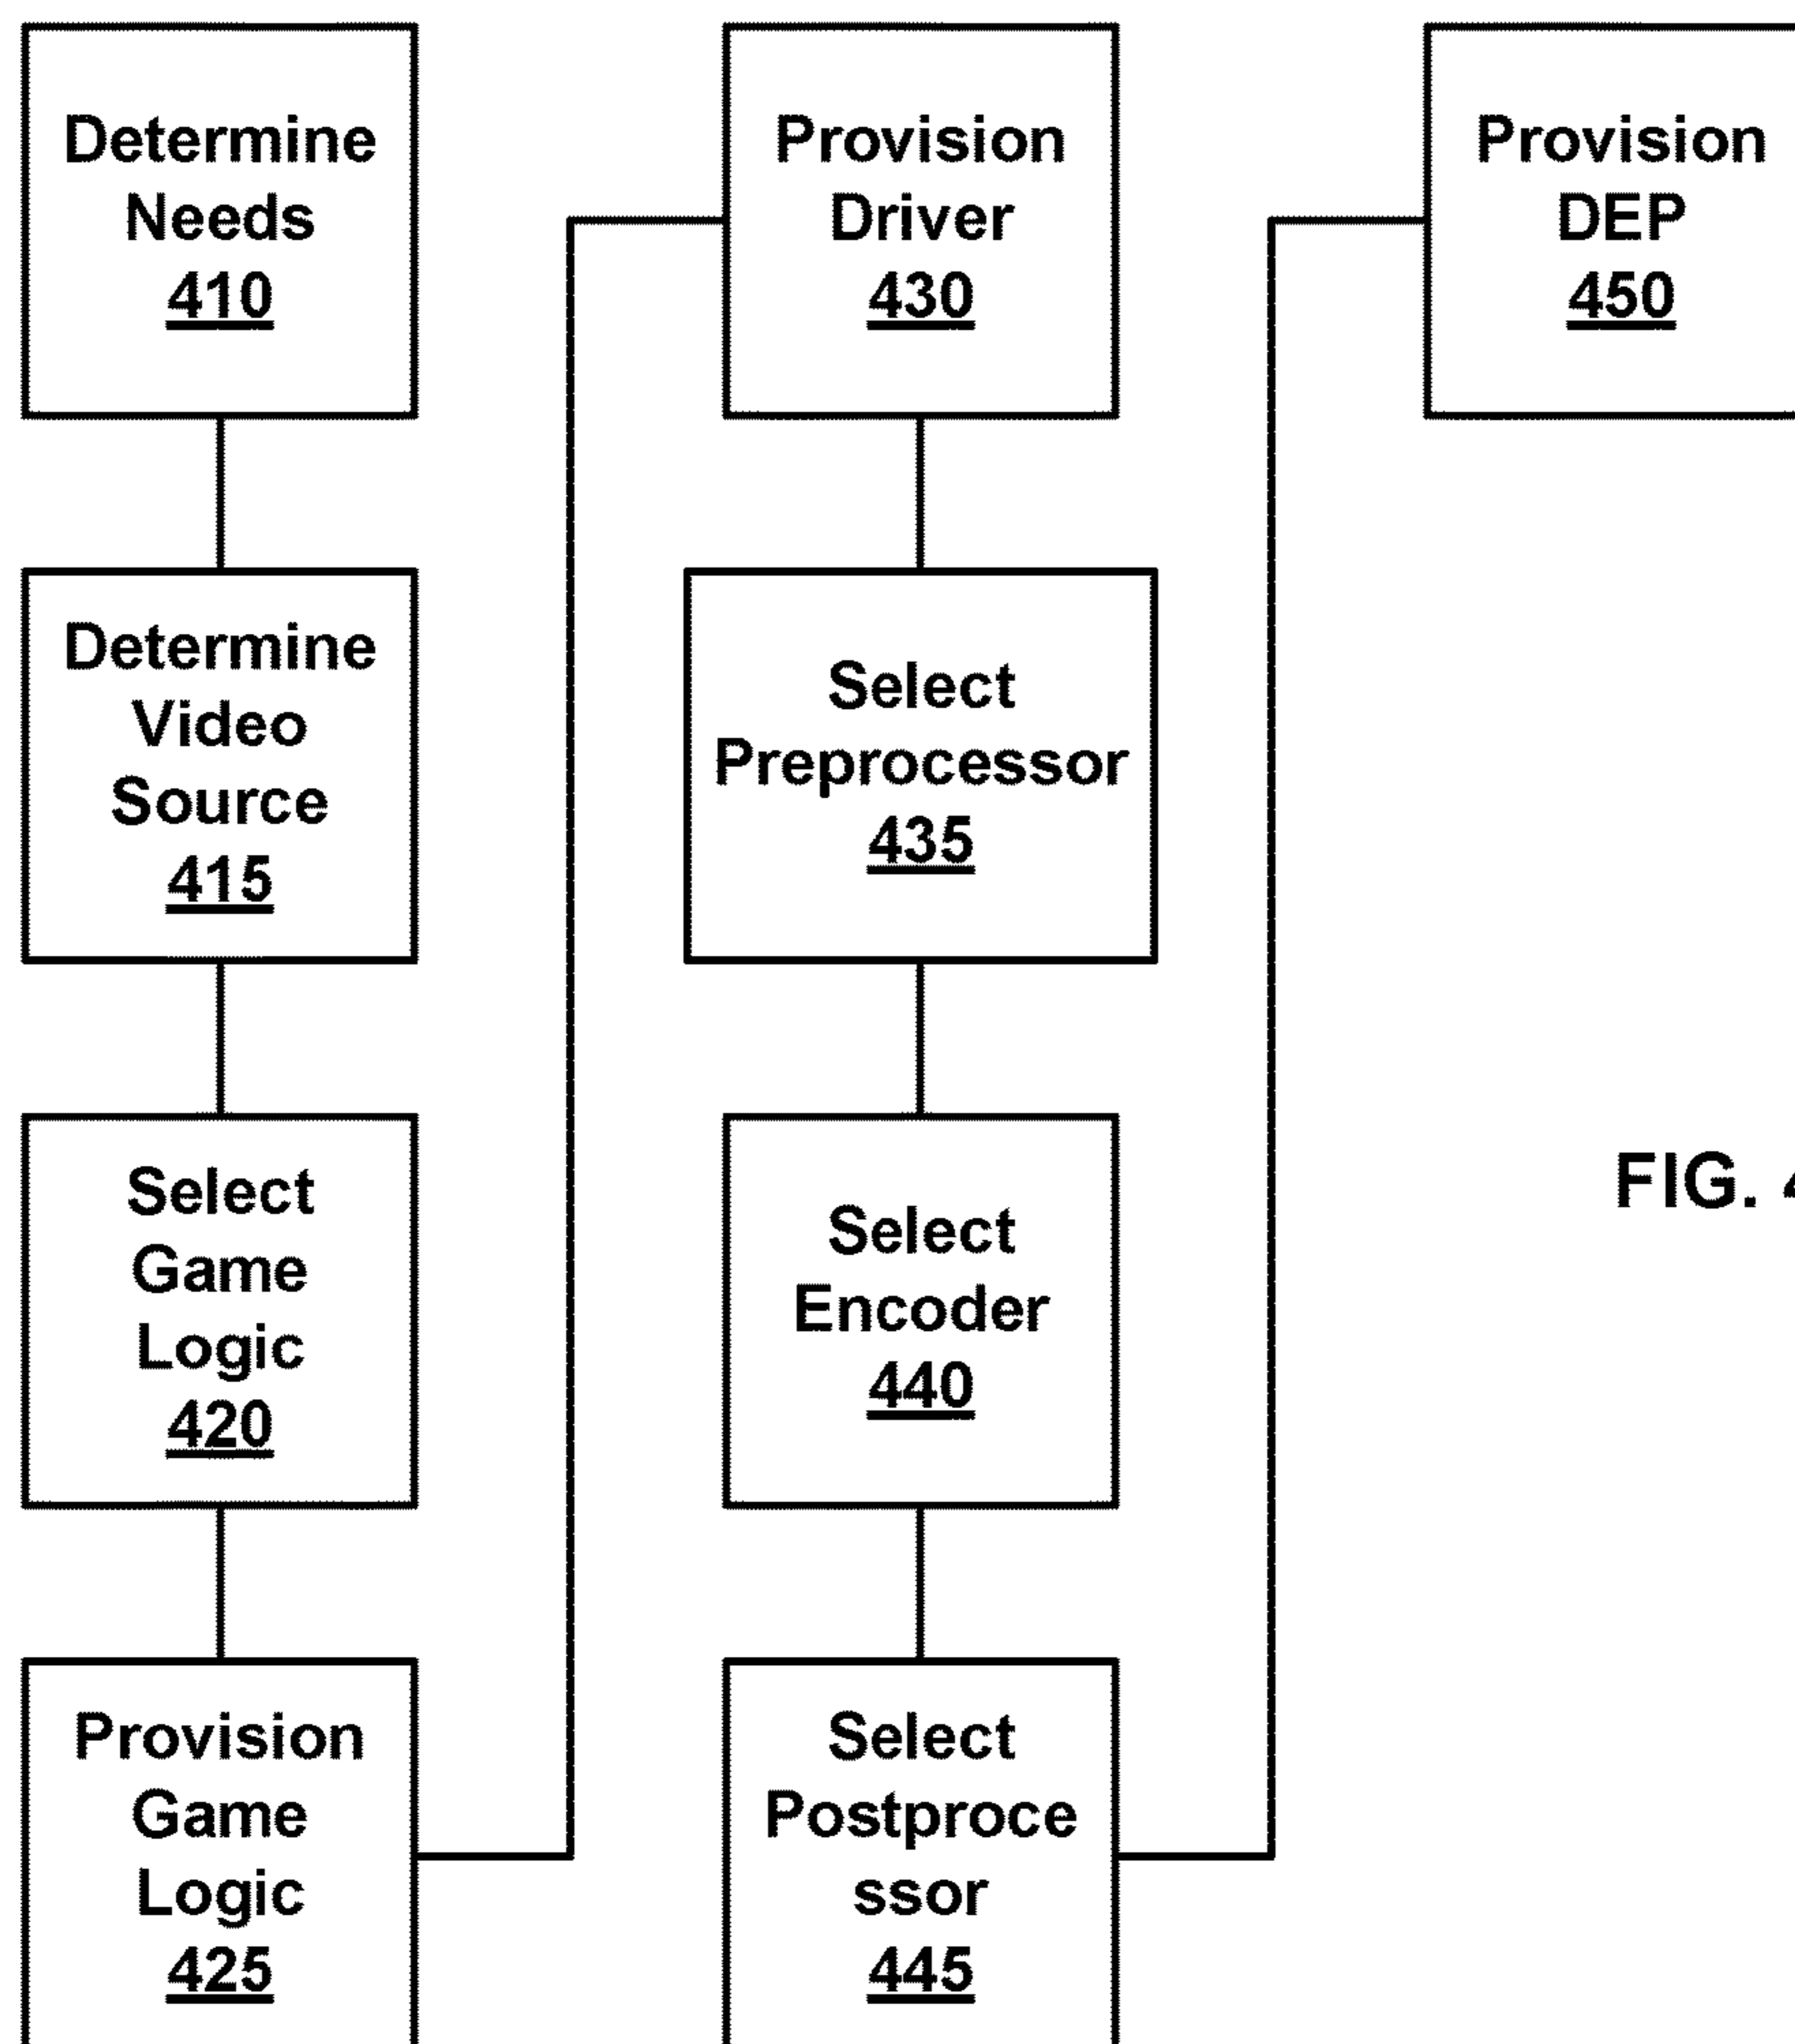 Determine
Needs
410
Determine
Video
Source
415
Select
Game
Logic
420
Provision
Game
Logic
425
Provision
Driver
430
Select
Preprocessor
435
Select
Encoder
440
Select
Postproce
ssor
445
Provision
DEP
450
FIG. 4